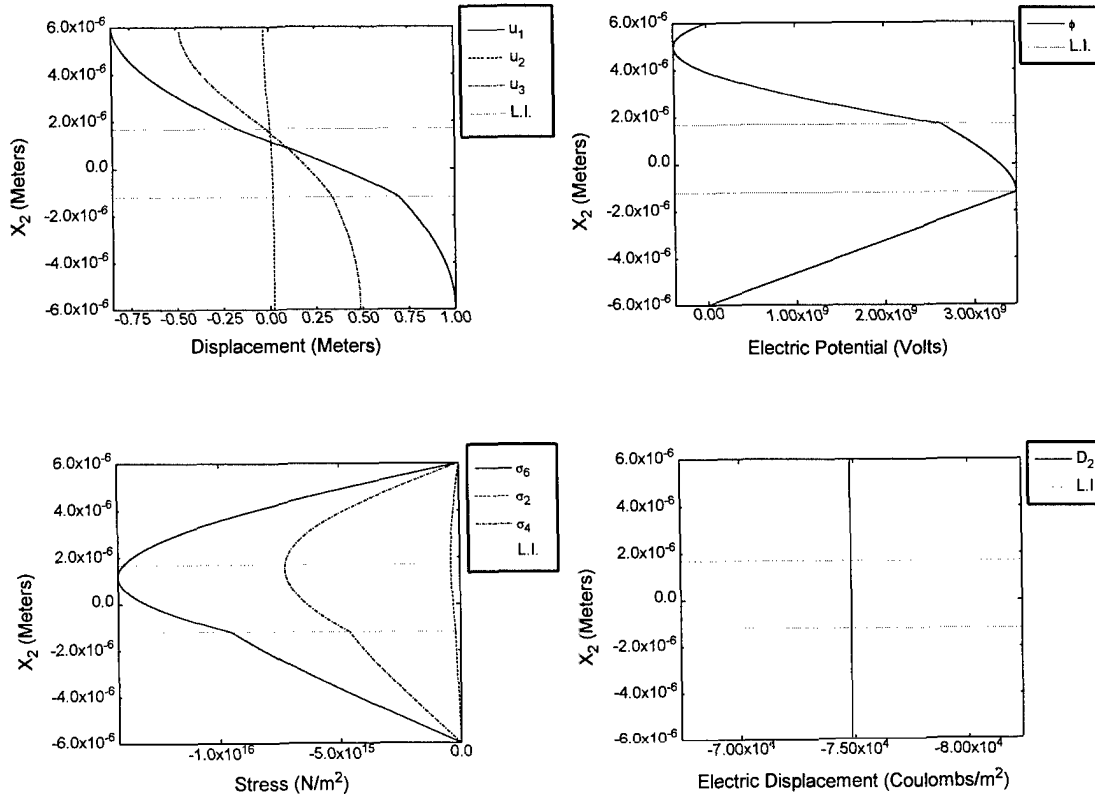 6.0x10⁻⁶
4.0x10⁻⁶
2.0x10⁻⁶
0.0
-2.0x10⁻⁶
-4.0x10⁻⁶
-6.0x10⁻⁶
X₂ (Meters)
-0.75 -0.50 -0.25 0.00 0.25 0.50 0.75 1.00
Displacement (Meters)
u₁
u₂
u₃
L.I.
6.0x10⁻⁶
4.0x10⁻⁶
2.0x10⁻⁶
0.0
-2.0x10⁻⁶
-4.0x10⁻⁶
-6.0x10⁻⁶
X₂ (Meters)
0.00 1.00x10⁹ 2.00x10⁹ 3.00x10⁹
Electric Potential (Volts)
ϕ
L.I.
6.0x10⁻⁶
4.0x10⁻⁶
2.0x10⁻⁶
0.0
-2.0x10⁻⁶
-4.0x10⁻⁶
-6.0x10⁻⁶
X₂ (Meters)
-1.0x10¹⁶ -5.0x10¹⁵ 0.0
Stress (N/m²)
σ₆
σ₂
σ₄
L.I.
6.0x10⁻⁶
4.0x10⁻⁶
2.0x10⁻⁶
0.0
-2.0x10⁻⁶
-4.0x10⁻⁶
-6.0x10⁻⁶
X₂ (Meters)
-7.00x10⁴ -7.50x10⁴ -8.00x10⁴
Electric Displacement (Coulombs/m²)
D₂
L.I